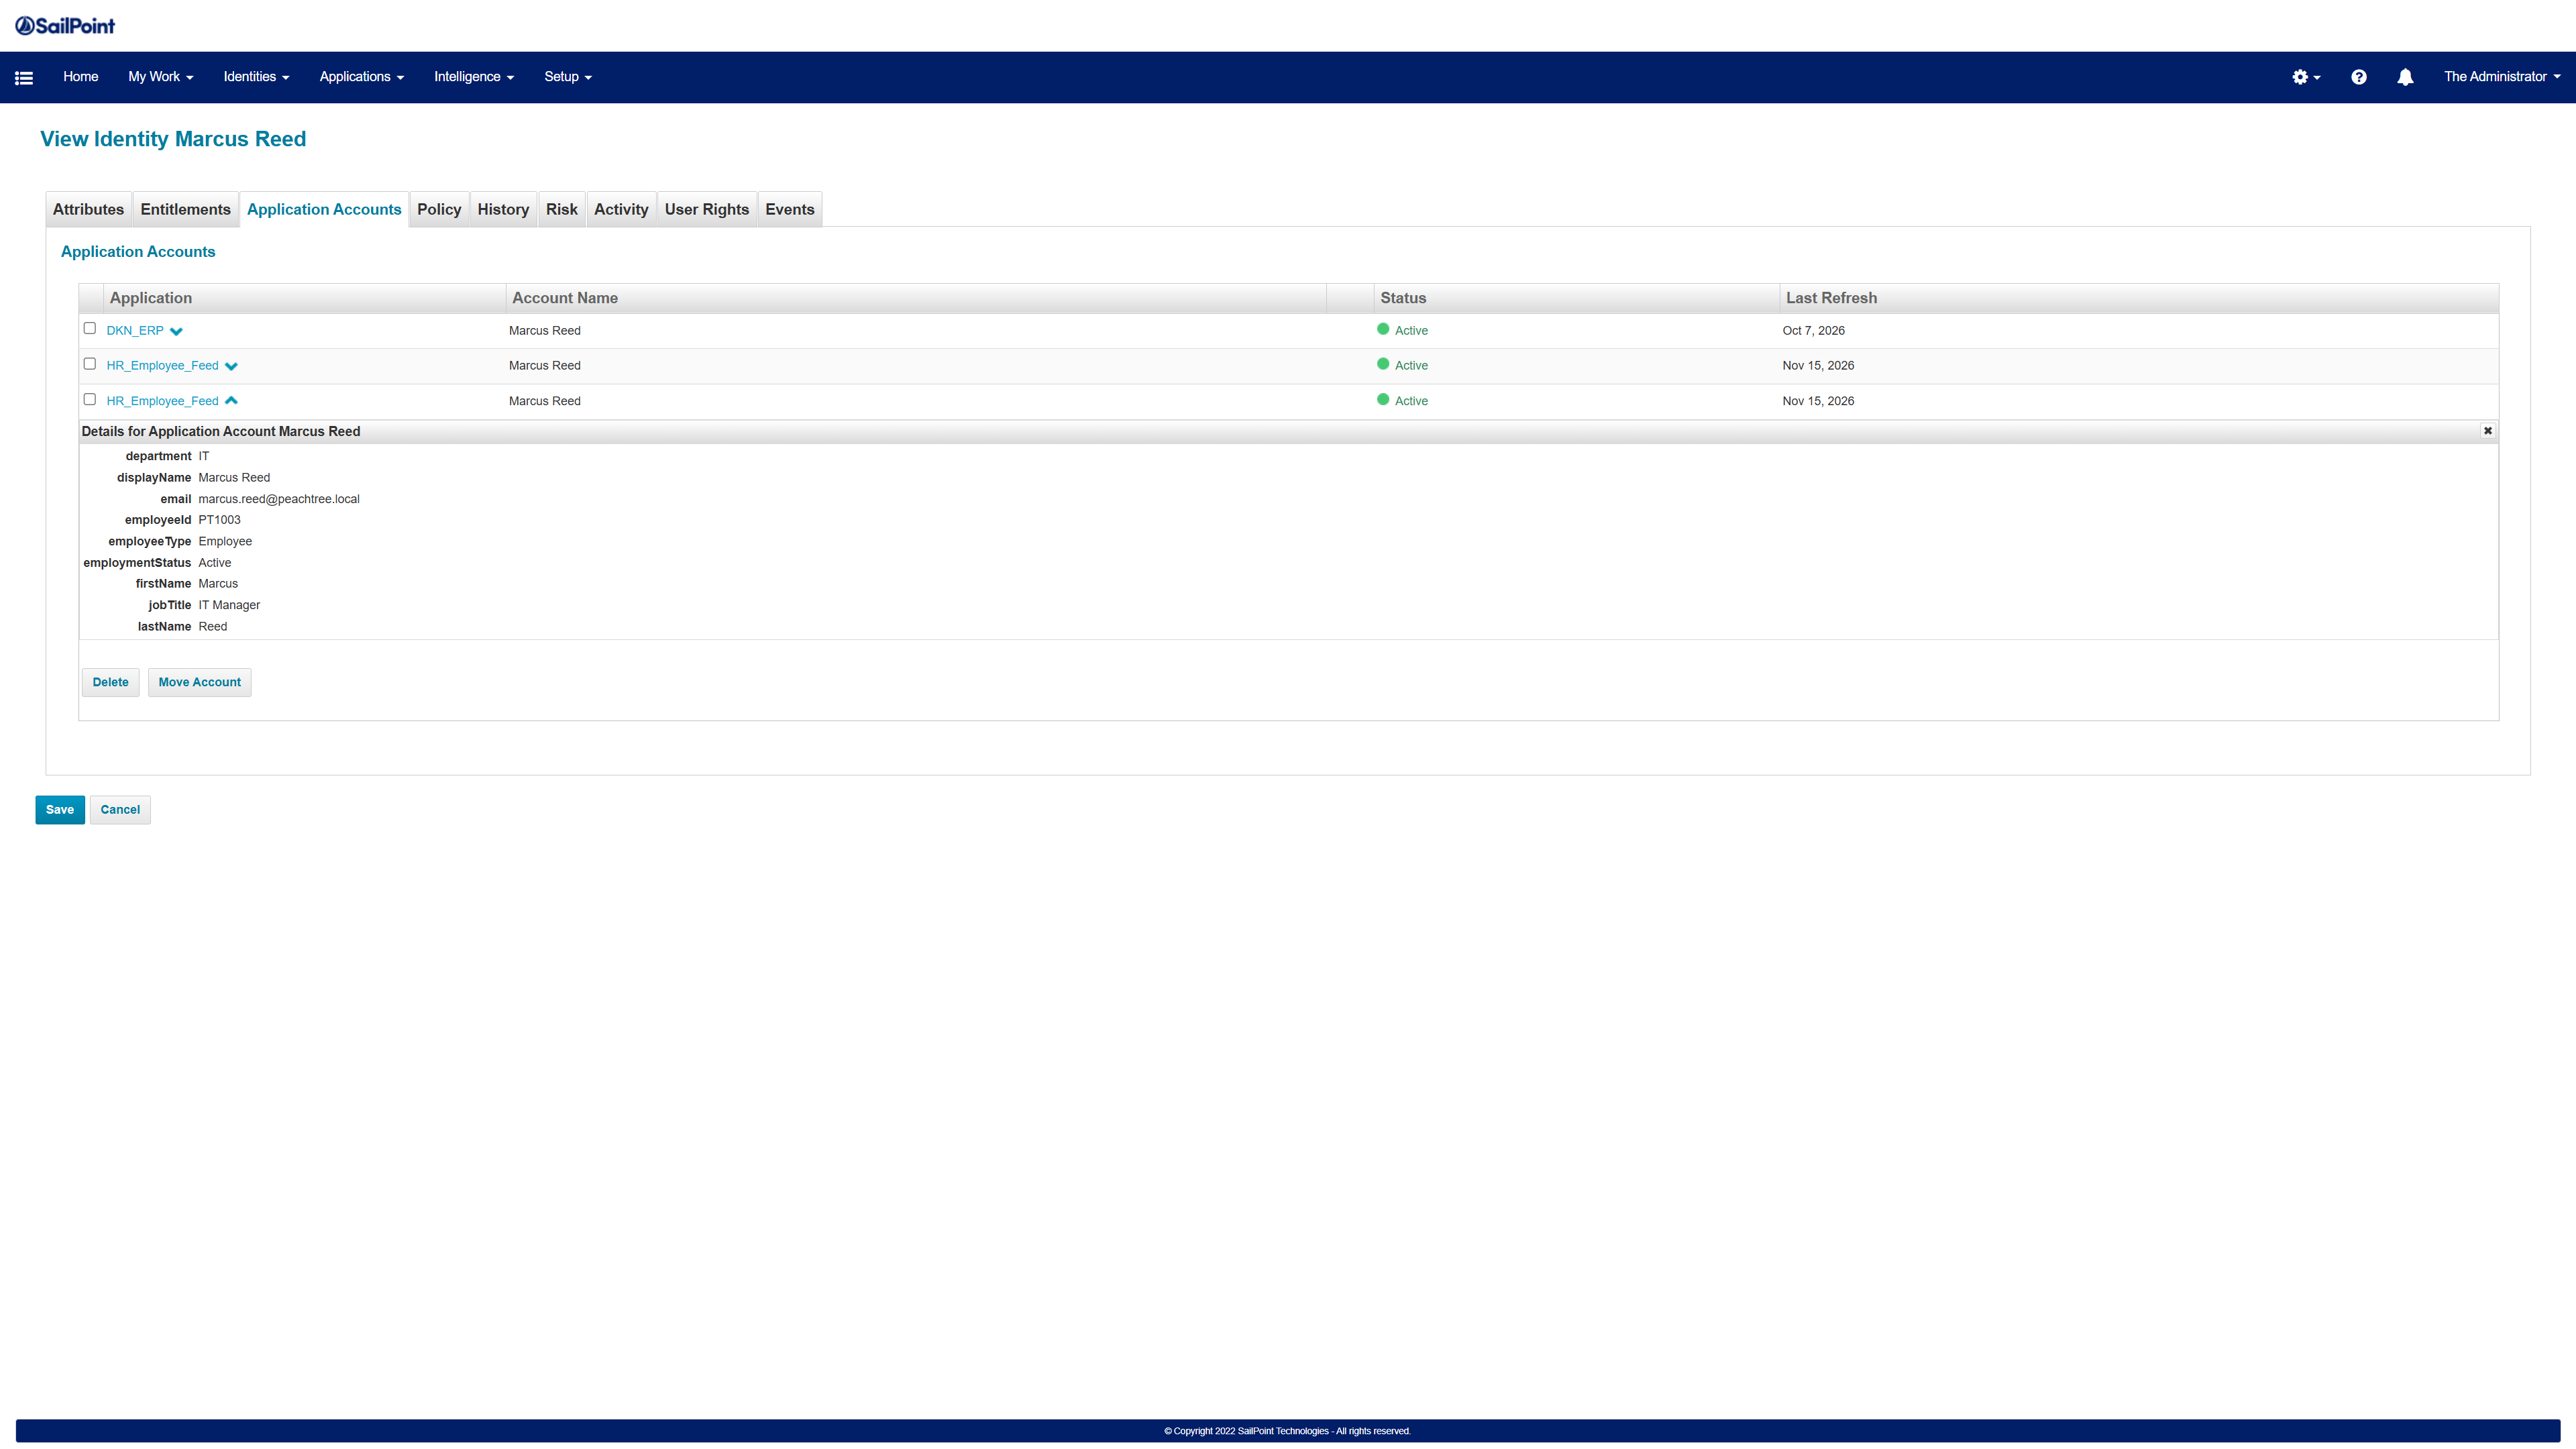 SailPoint
Home My Work Identities Applications Intelligence Setup The Administrator
View Identity Marcus Reed
Attributes Entitlements Application Accounts Policy History Risk Activity User Rights Events
Application Accounts
Application Account Name Status Last Refresh
DKN_ERP Marcus Reed Active Oct 7, 2026
HR_Employee_Feed Marcus Reed Active Nov 15, 2026
HR_Employee_Feed Marcus Reed Active Nov 15, 2026
Details for Application Account Marcus Reed
department IT
displayName Marcus Reed
email marcus.reed@peachtree.local
employeeId PT1003
employeeType Employee
employmentStatus Active
firstName Marcus
jobTitle IT Manager
lastName Reed
Delete Move Account
Save Cancel
© Copyright 2022 SailPoint Technologies - All rights reserved.